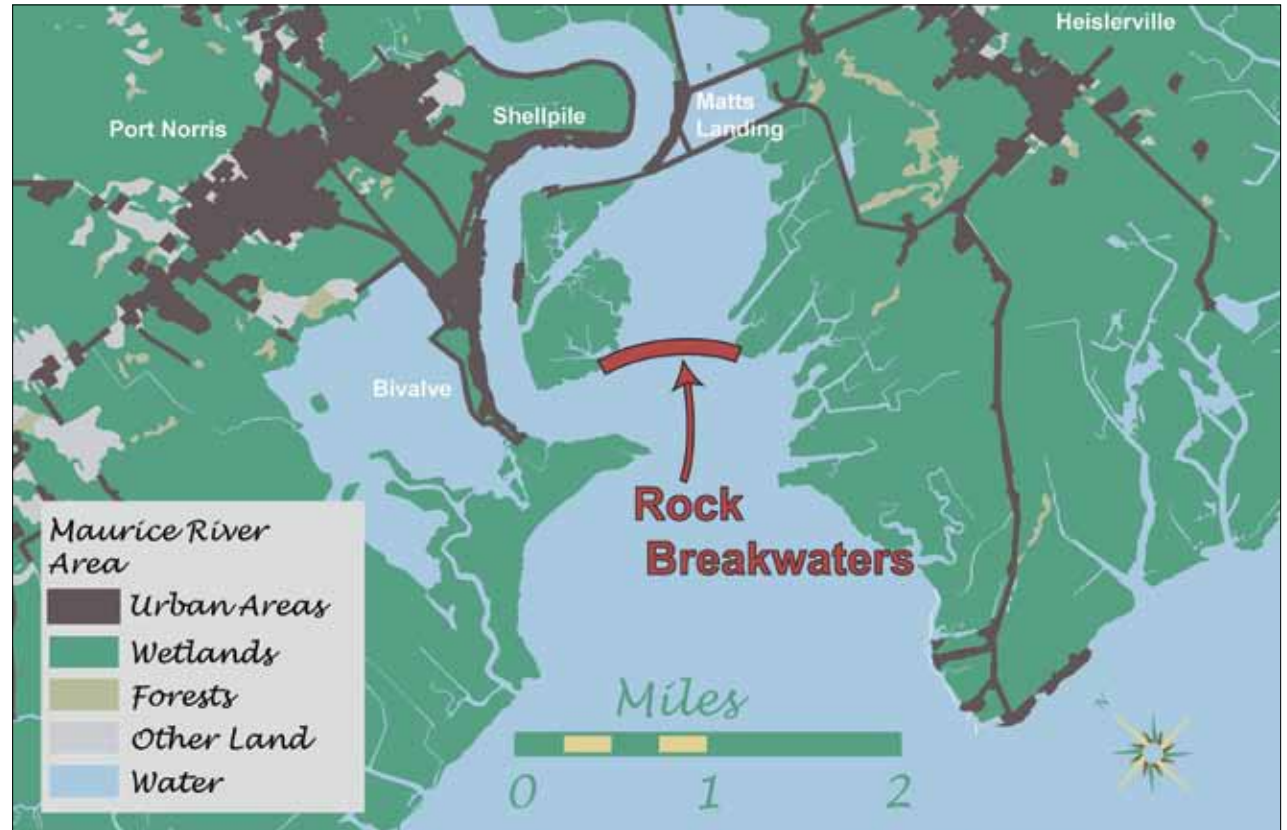 Heislerville
Port Norris
Shellpile
Matts
Landing
Bivalve
Rock
Breakwaters
Maurice River
Area
Urban Areas
Wetlands
Forests
Other Land
Water
Miles
0 1 2